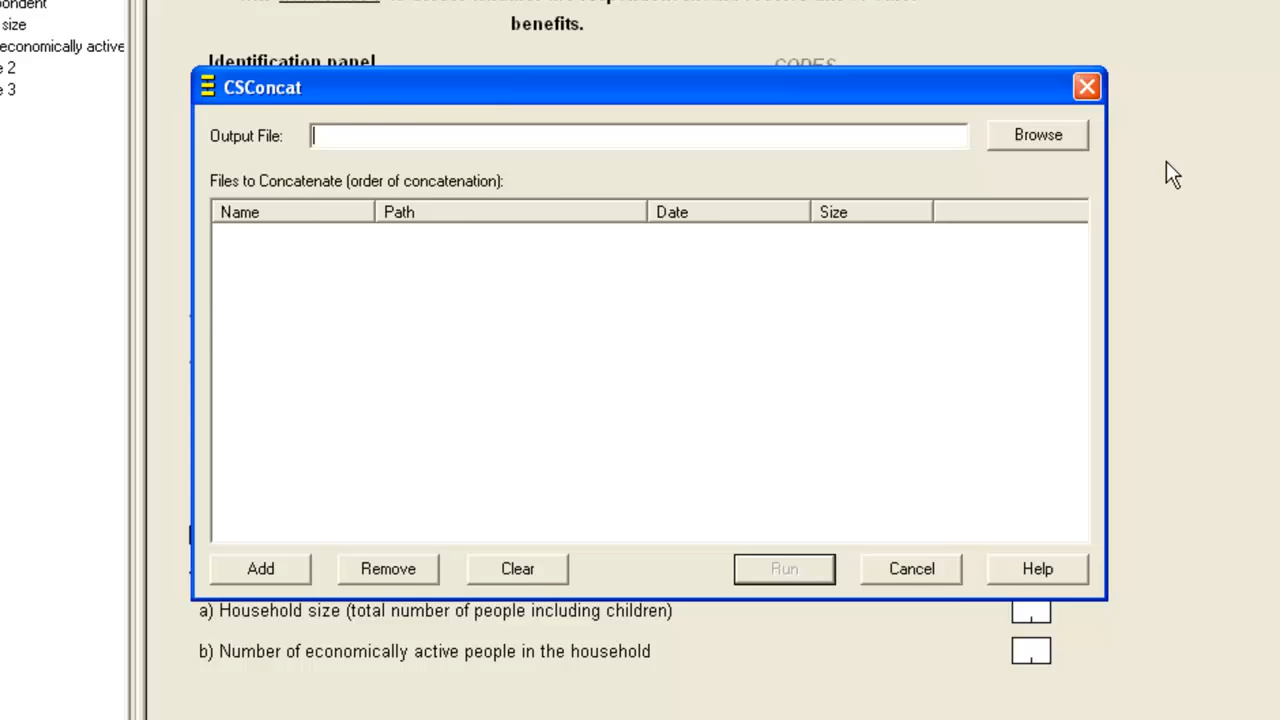 size
economically active
e 2
e 3
benefits.
Identification panel
CODES
CSConcat
Output File:
Browse
Files to Concatenate (order of concatenation):
Name Path Date Size
Add Remove Clear Run Cancel Help
a) Household size (total number of people including children)
b) Number of economically active people in the household